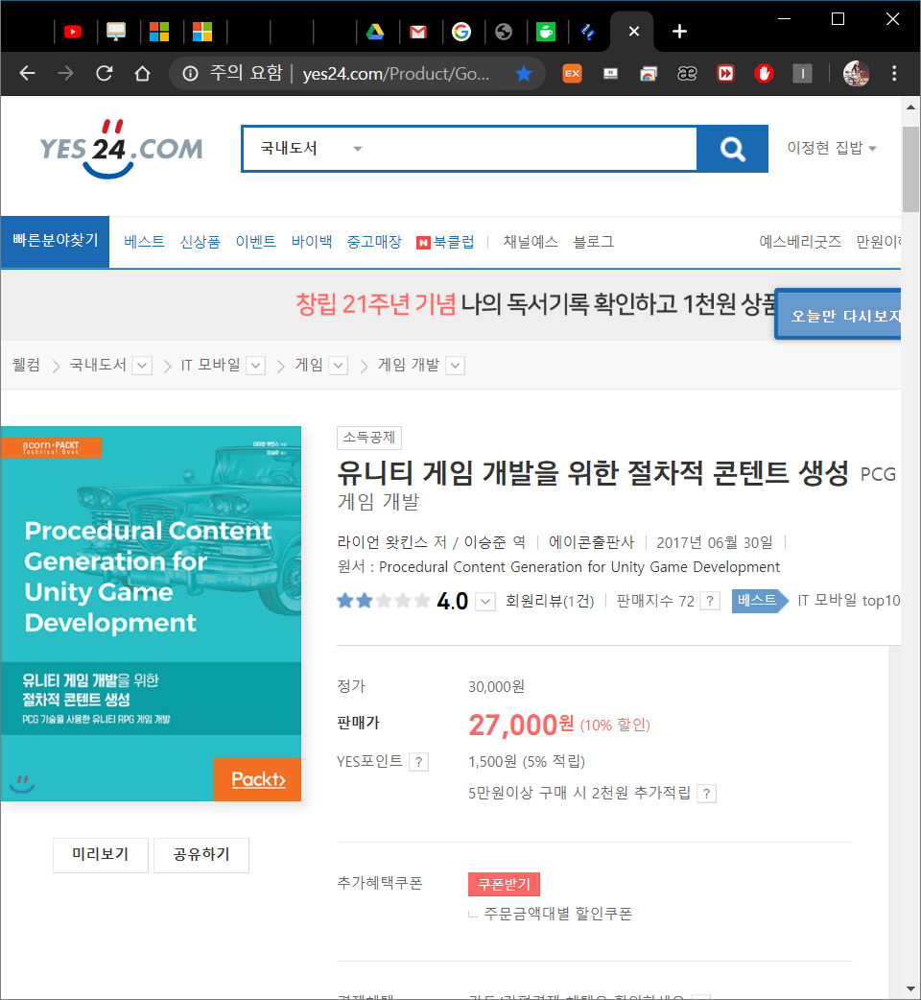 주의 요함 | yes24.com/Product/Go...
EX
N
æ
I
YES24.COM
국내도서
이정현 집밥
빠른분야찾기
베스트 신상품 이벤트 바이백 중고매장 N 북클럽 | 채널예스 블로그 예스베리굿즈 만원이하
창립 21주년 기념 나의 독서기록 확인하고 1천원 상품
오늘만 다시보지
웰컴 > 국내도서 > IT 모바일 > 게임 > 게임 개발
acorn+PACKT
Technical Book
라이언 왓킨스 지음
이승준 옮김
Procedural Content
Generation for
Unity Game
Development
유니티 게임 개발을 위한
절차적 콘텐트 생성
PCG 기술을 사용한 유니티 RPG 게임 개발
Packt>
미리보기 공유하기
소득공제
유니티 게임 개발을 위한 절차적 콘텐트 생성 PCG
게임 개발
라이언 왓킨스 저 / 이승준 역 | 에이콘출판사 | 2017년 06월 30일 |
원서 : Procedural Content Generation for Unity Game Development
4.0 회원리뷰(1건) | 판매지수 72 ? 베스트 IT 모바일 top10
정가 30,000원
판매가 27,000원 (10% 할인)
YES포인트 ? 1,500원 (5% 적립)
5만원이상 구매 시 2천원 추가적립 ?
추가혜택쿠폰 쿠폰받기
주문금액대별 할인쿠폰